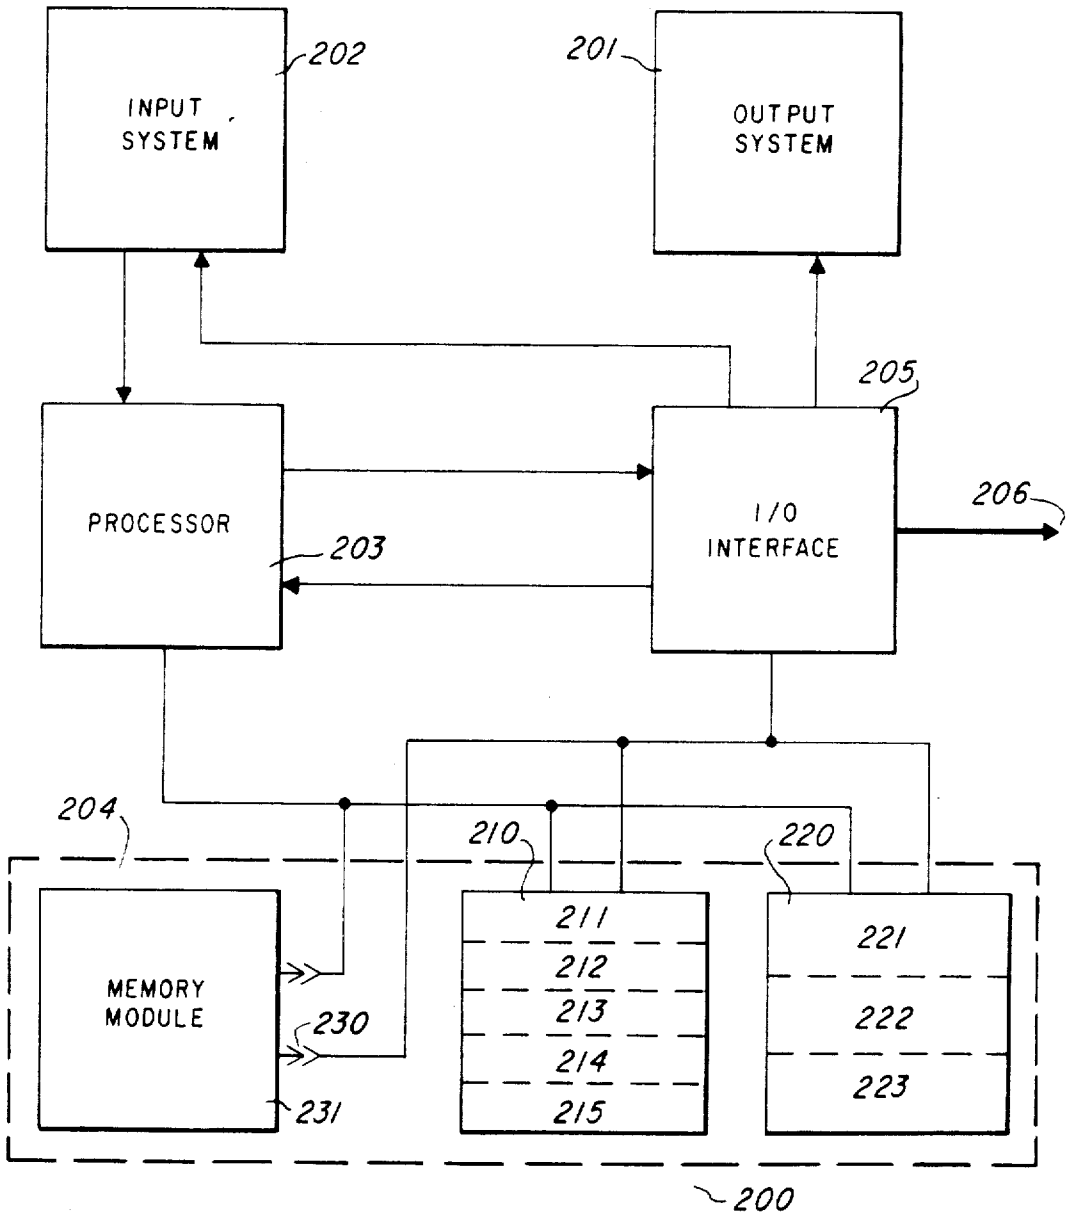 202
INPUT
SYSTEM
201
OUTPUT
SYSTEM
205
PROCESSOR
203
I/O
INTERFACE
206
204
210
220
MEMORY
MODULE
230
231
211
212
213
214
215
221
222
223
200